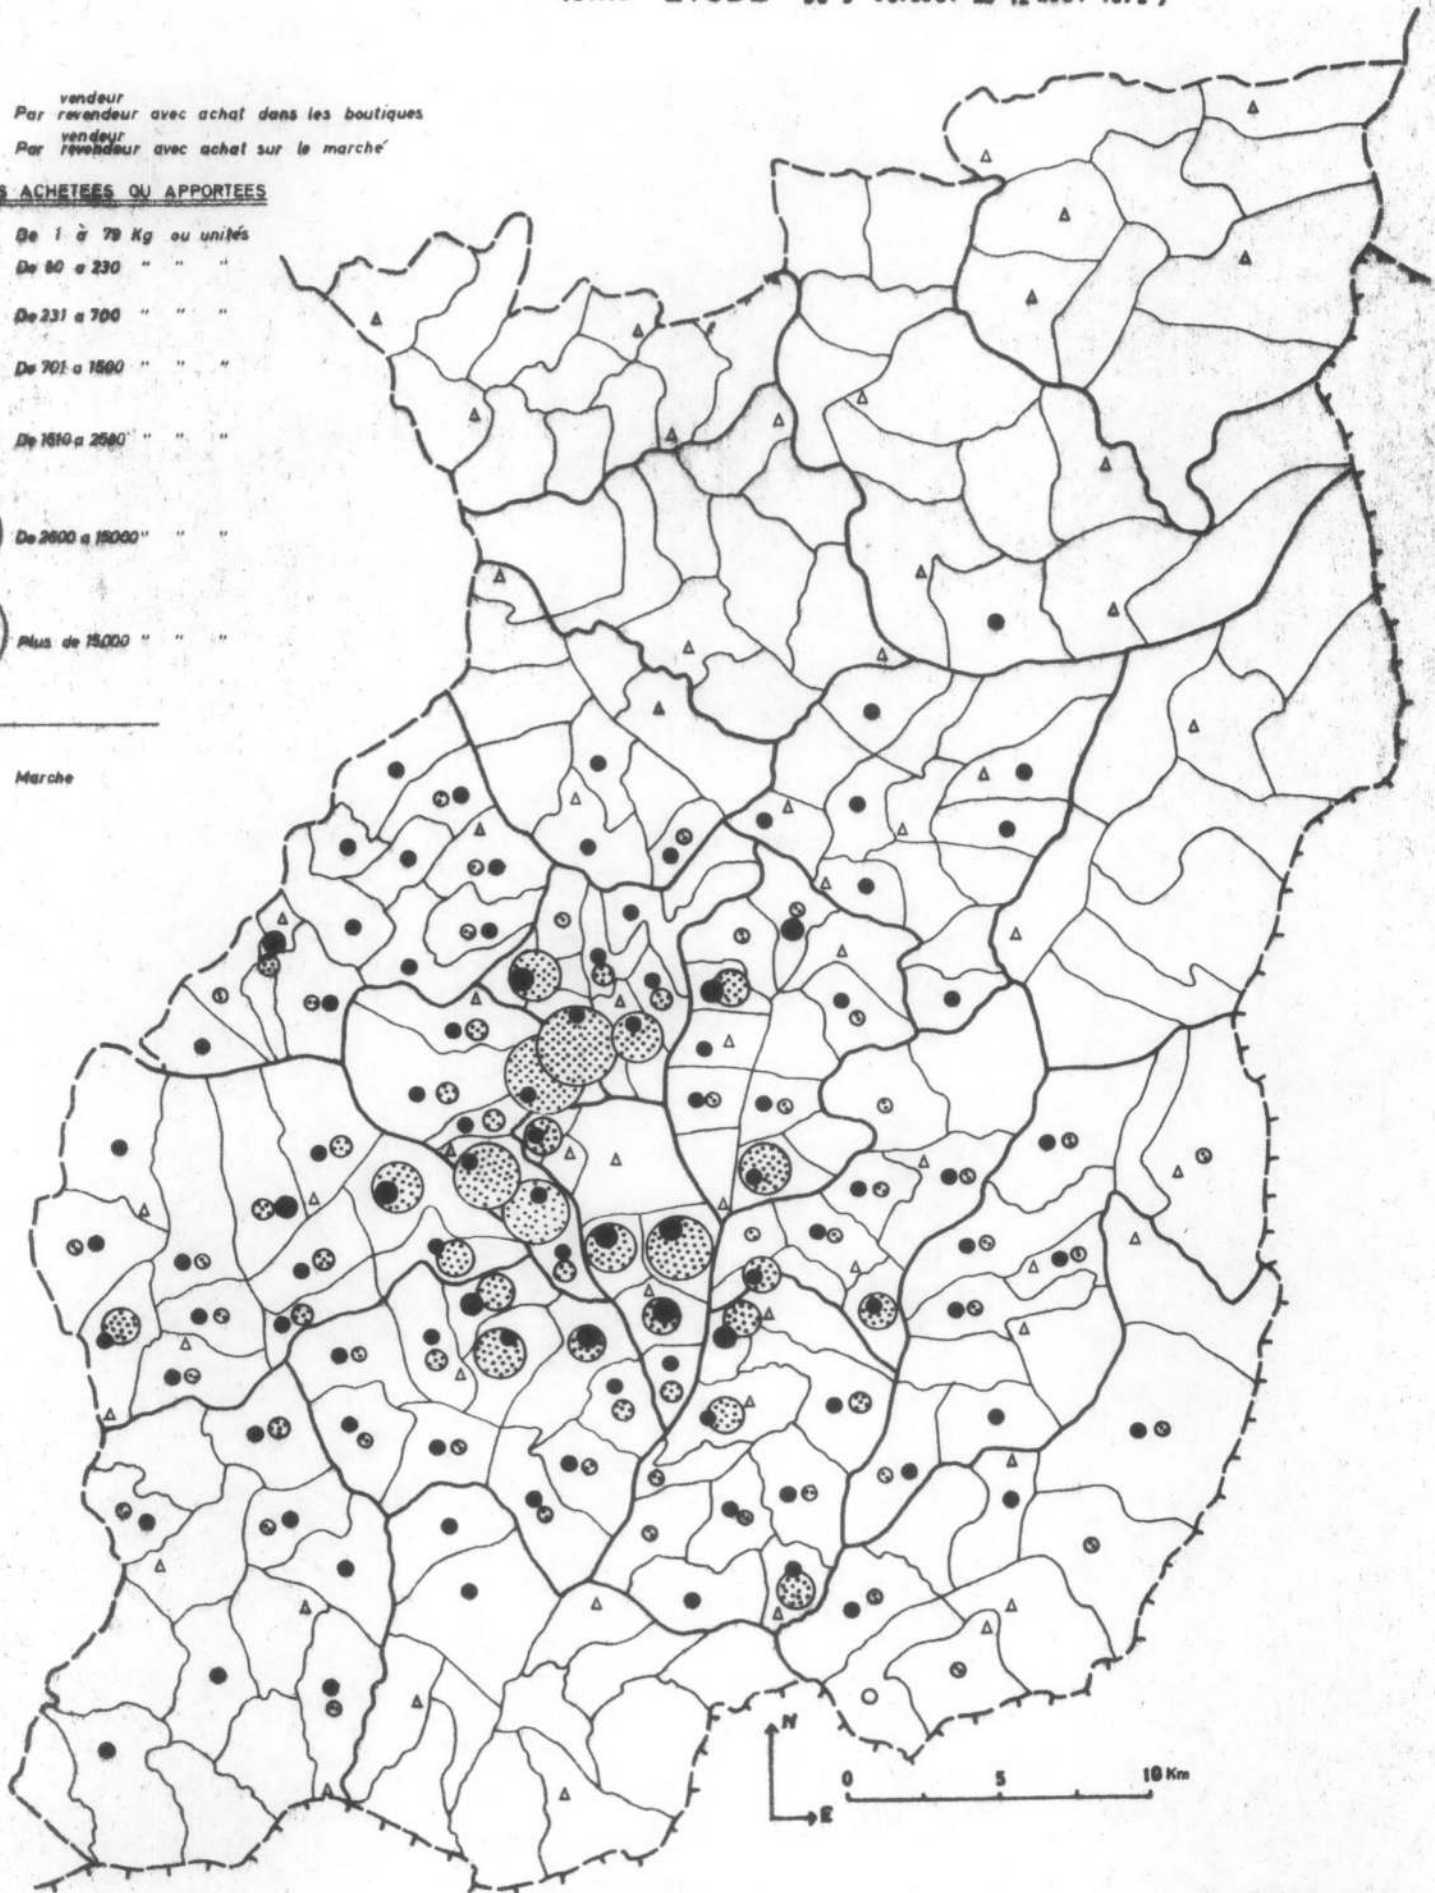 vendeur
Par revendeur avec achat dans les boutiques
vendeur
Par revendeur avec achat sur le marché
S ACHETEES OU APPORTEES
De 1 à 79 Kg ou unités
De 80 a 230 " " "
De 231 a 700 " " "
De 701 a 1500 " " "
De 1510 a 2580 " " "
De 2600 a 15000 " " "
Plus de 15000 " " "
Marche
N
E
0 5 10 Km